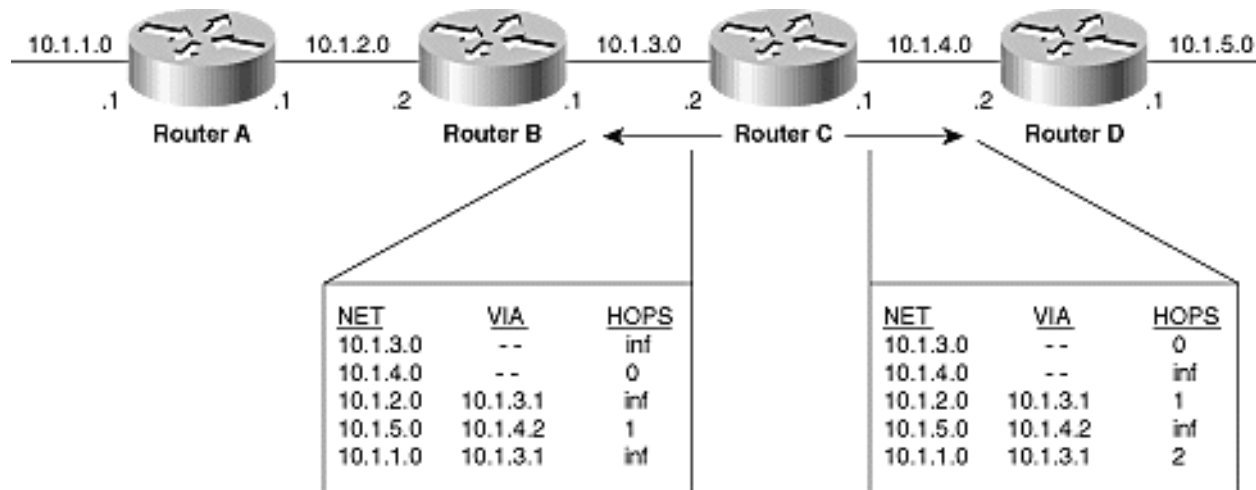 10.1.1.0 10.1.2.0 10.1.3.0 10.1.4.0 10.1.5.0
.1 .1 .2 .1 .2 .1 .2 .1
Router A Router B Router C Router D
NET VIA HOPS
10.1.3.0 -- inf
10.1.4.0 -- 0
10.1.2.0 10.1.3.1 inf
10.1.5.0 10.1.4.2 1
10.1.1.0 10.1.3.1 inf
NET VIA HOPS
10.1.3.0 -- 0
10.1.4.0 -- inf
10.1.2.0 10.1.3.1 1
10.1.5.0 10.1.4.2 inf
10.1.1.0 10.1.3.1 2